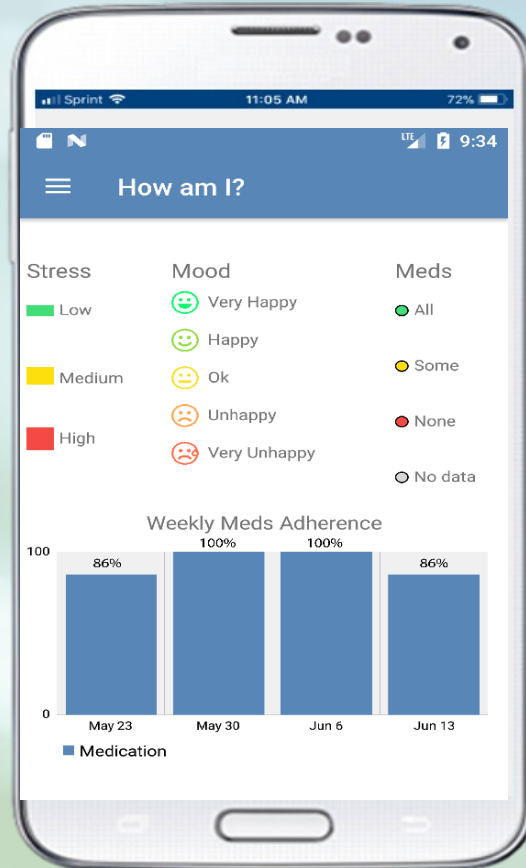 Sprint 11:05 AM 72%
LTE 9:34
How am I?
Stress Mood Meds
Low Very Happy All
Happy
Medium Ok Some
Unhappy
High Very Unhappy None
No data
Weekly Meds Adherence
100 86% 100% 100% 86%
0
May 23 May 30 Jun 6 Jun 13
Medication